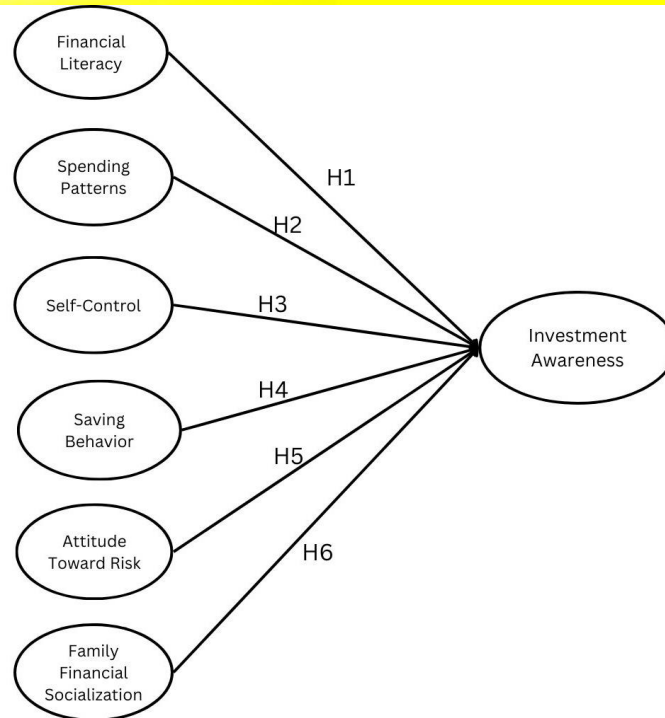 Financial
Literacy
H1
Spending
Patterns
H2
Self-Control
H3
Investment
Awareness
H4
Saving
Behavior
H5
Attitude
Toward Risk
H6
Family
Financial
Socialization